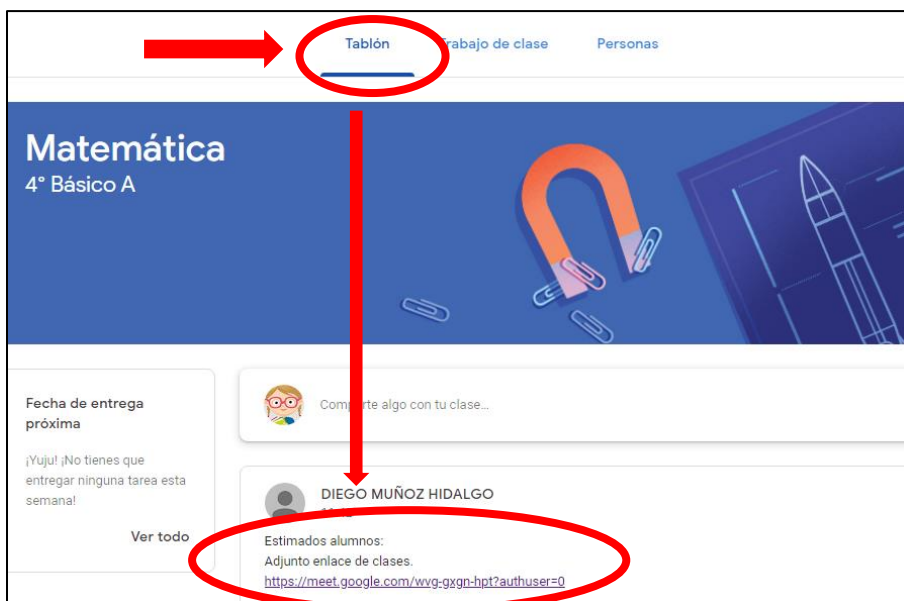 Tablón Trabajo de clase Personas
Matemática
4° Básico A
Fecha de entrega
próxima
¡Yuju! ¡No tienes que
entregar ninguna tarea esta
semana!
Ver todo
Comparte algo con tu clase...
DIEGO MUÑOZ HIDALGO
Estimados alumnos:
Adjunto enlace de clases.
https://meet.google.com/wvg-gxgn-hpt?authuser=0